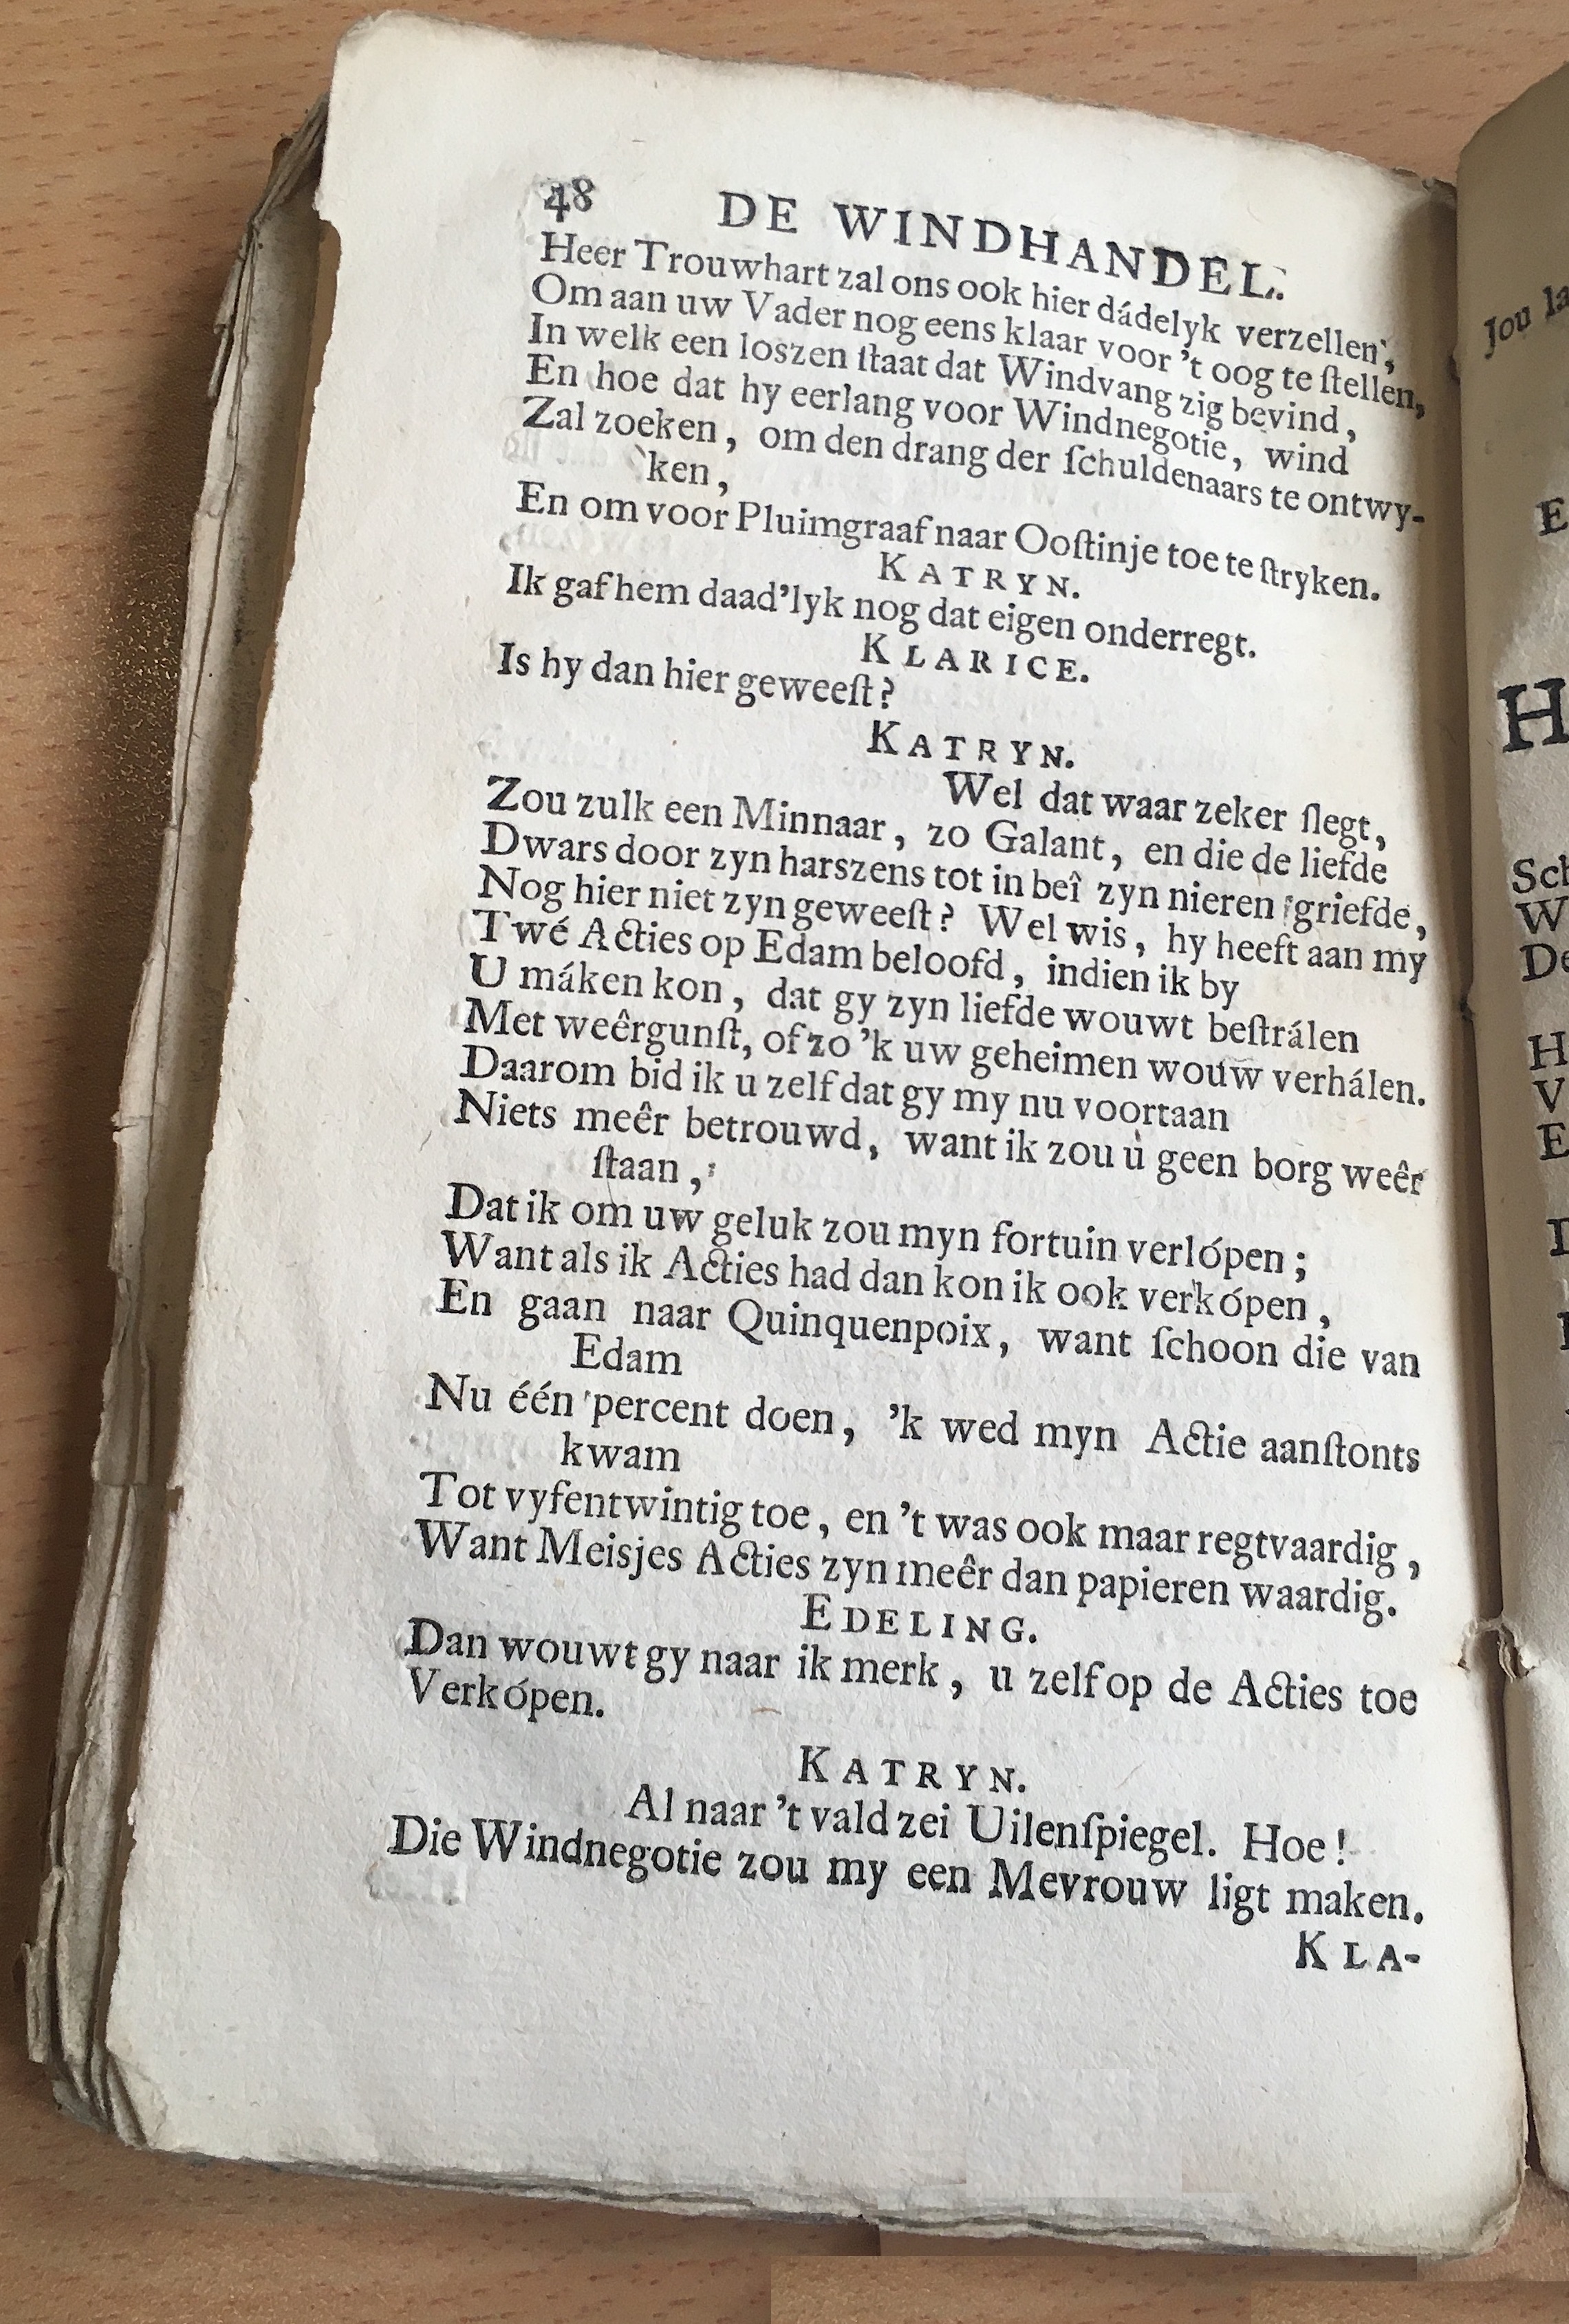 48 DE WINDHANDEL.
Heer Trouwhart zal ons ook hier dádelyk verzellen,
Om aan uw Vader nog eens klaar voor 't oog te ſtellen,
In welk een loszen ſtaat dat Windvang zig bevind,
En hoe dat hy eerlang voor Windnegotie, wind
Zal zoeken, om den drang der ſchuldenaars te ontwy-
ken,
En om voor Pluimgraaf naar Ooſtinje toe te ſtryken.
KATRYN.
Ik gaf hem daad'lyk nog dat eigen onderregt.
KLARICE.
Is hy dan hier geweeſt?
KATRYN.
Wel dat waar zeker ſlegt,
Zou zulk een Minnaar, zo Galant, en die de liefde
Dwars door zyn harszens tot in beî zyn nieren griefde,
Nog hier niet zyn geweeſt? Wel wis, hy heeft aan my
Twé Acties op Edam beloofd, indien ik by
U máken kon, dat gy zyn liefde wouwt beſtrálen
Met weêrgunſt, of zo 'k uw geheimen wouw verhálen.
Daarom bid ik u zelf dat gy my nu voortaan
Niets meêr betrouwd, want ik zou u geen borg weêr
ſtaan,
Dat ik om uw geluk zou myn fortuin verlópen;
Want als ik Acties had dan kon ik ook verkópen,
En gaan naar Quinquenpoix, want ſchoon die van
Edam
Nu één percent doen, 'k wed myn Actie aanſtonts
kwam
Tot vyfentwintig toe, en 't was ook maar regtvaardig,
Want Meisjes Acties zyn meêr dan papieren waardig.
EDELING.
Dan wouwt gy naar ik merk, u zelf op de Acties toe
Verkópen.
KATRYN.
Al naar 't vald zei Uilenſpiegel. Hoe!
Die Windnegotie zou my een Mevrouw ligt maken.
KLA-
Jou la
E
H
Sch
W
De
H
V
E